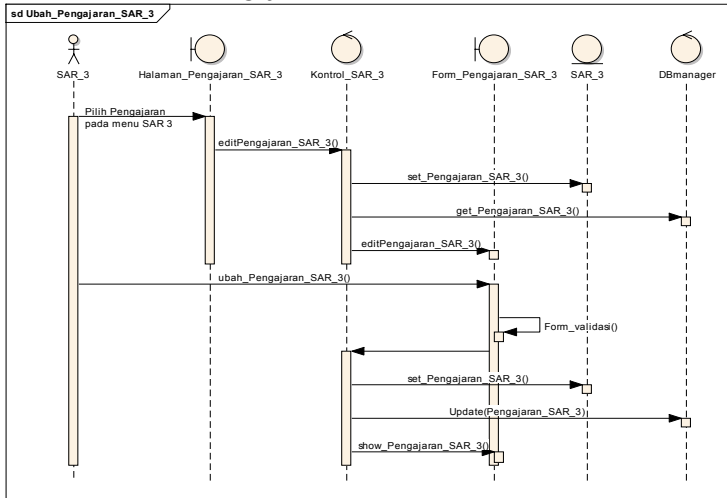 sd Ubah_Pengajaran_SAR_3
SAR_3
Halaman_Pengajaran_SAR_3
Kontrol_SAR_3
Form_Pengajaran_SAR_3
SAR_3
DBmanager
Pilih Pengajaran
pada menu SAR 3
editPengajaran_SAR_3()
set_Pengajaran_SAR_3()
get_Pengajaran_SAR_3()
editPengajaran_SAR_3()
ubah_Pengajaran_SAR_3()
Form_validasi()
set_Pengajaran_SAR_3()
Update(Pengajaran_SAR_3)
show_Pengajaran_SAR_3()